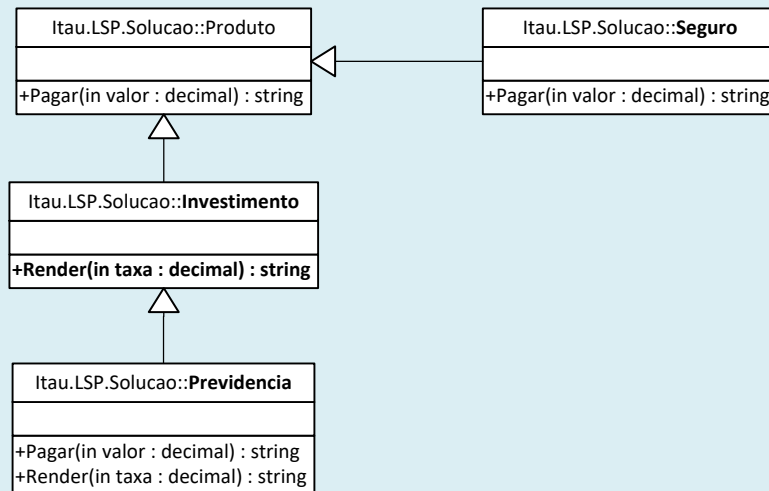 Itau.LSP.Solucao::Produto
+Pagar(in valor : decimal) : string
Itau.LSP.Solucao::Seguro
+Pagar(in valor : decimal) : string
Itau.LSP.Solucao::Investimento
+Render(in taxa : decimal) : string
Itau.LSP.Solucao::Previdencia
+Pagar(in valor : decimal) : string
+Render(in taxa : decimal) : string